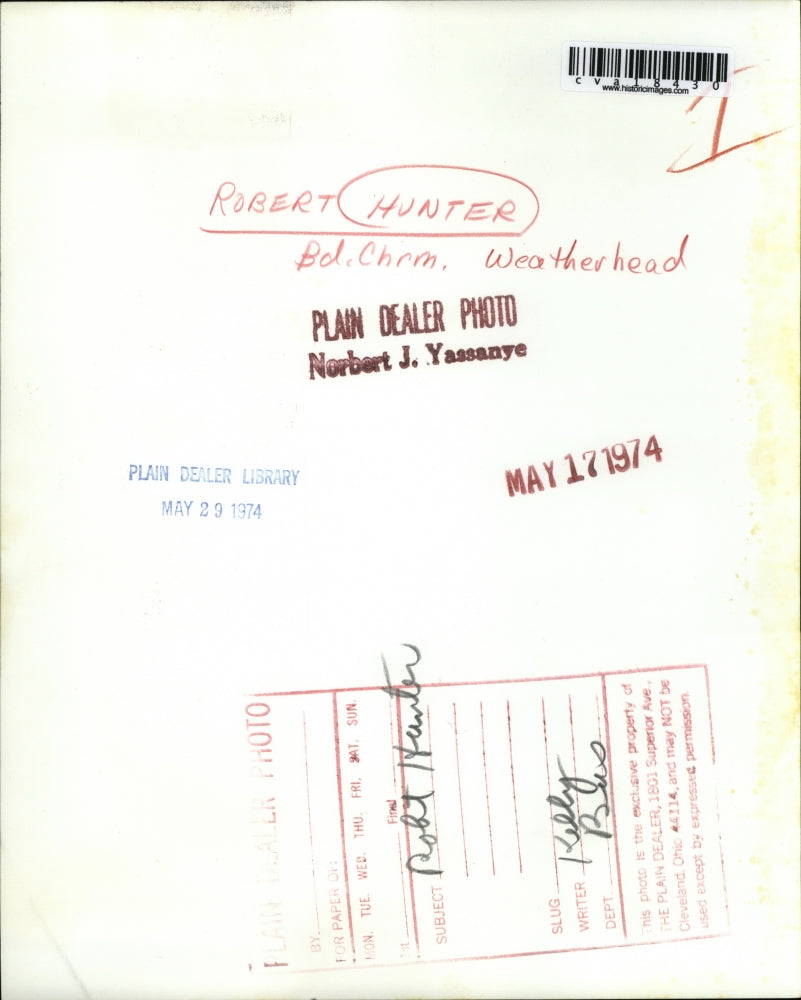 cva18430
www.historicimages.com
I
ROBERT HUNTER
Bd. Chrm. Weatherhead
PLAIN DEALER PHOTO
Norbert J. Yassanye
MAY 17 1974
PLAIN DEALER LIBRARY
MAY 29 1974
PLAIN DEALER PHOTO
BY
FOR PAPER OF:
MON. TUE. WED. THU. FRI. SAT. SUN.
1st Final
SUBJECT Robt Hunter
SLUG
WRITER Kelly
DEPT. Bus
This photo is the exclusive property of
THE PLAIN DEALER, 1801 Superior Ave.,
Cleveland, Ohio 44114, and may NOT be
used except by expressed permission.